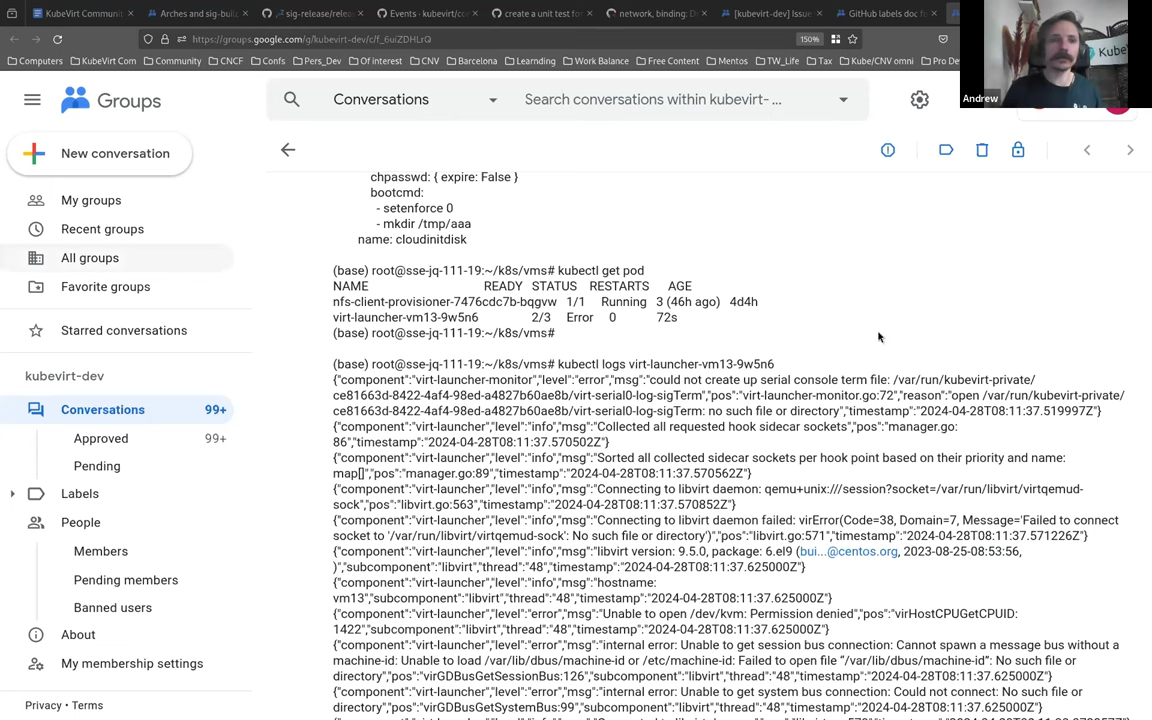 KubeVirt Communi
Arches and sig-buil
sig-release/relea
Events · kubevirt/co
create a unit test fo
network, binding: D
[kubevirt-dev] Issue
GitHub labels doc f
https://groups.google.com/g/kubevirt-dev/c/f_6uiZDHLrQ
150%
Computers
KubeVirt Com
Community
CNCF
Confs
Pers_Dev
Of interest
CNV
Barcelona
Learnding
Work Balance
Free Content
Mentos
TW_Life
Tax
Kube/CNV omni
Pro De
Andrew
Groups
Conversations
Search conversations within kubevirt- ...
New conversation
My groups
Recent groups
All groups
Favorite groups
Starred conversations
kubevirt-dev
Conversations 99+
Approved 99+
Pending
Labels
People
Members
Pending members
Banned users
About
My membership settings
Privacy • Terms
chpasswd: { expire: False }
bootcmd:
- setenforce 0
- mkdir /tmp/aaa
name: cloudinitdisk
(base) root@sse-jq-111-19:~/k8s/vms# kubectl get pod
NAME READY STATUS RESTARTS AGE
nfs-client-provisioner-7476cdc7b-bqgvw 1/1 Running 3 (46h ago) 4d4h
virt-launcher-vm13-9w5n6 2/3 Error 0 72s
(base) root@sse-jq-111-19:~/k8s/vms#
(base) root@sse-jq-111-19:~/k8s/vms# kubectl logs virt-launcher-vm13-9w5n6
{"component":"virt-launcher-monitor","level":"error","msg":"could not create up serial console term file: /var/run/kubevirt-private/
ce81663d-8422-4af4-98ed-a4827b60ae8b/virt-serial0-log-sigTerm","pos":"virt-launcher-monitor.go:72","reason":"open /var/run/kubevirt-private/
ce81663d-8422-4af4-98ed-a4827b60ae8b/virt-serial0-log-sigTerm: no such file or directory","timestamp":"2024-04-28T08:11:37.519997Z"}
{"component":"virt-launcher","level":"info","msg":"Collected all requested hook sidecar sockets","pos":"manager.go:
86","timestamp":"2024-04-28T08:11:37.570502Z"}
{"component":"virt-launcher","level":"info","msg":"Sorted all collected sidecar sockets per hook point based on their priority and name:
map[]","pos":"manager.go:89","timestamp":"2024-04-28T08:11:37.570562Z"}
{"component":"virt-launcher","level":"info","msg":"Connecting to libvirt daemon: qemu+unix:///session?socket=/var/run/libvirt/virtqemud-
sock","pos":"libvirt.go:563","timestamp":"2024-04-28T08:11:37.570852Z"}
{"component":"virt-launcher","level":"info","msg":"Connecting to libvirt daemon failed: virError(Code=38, Domain=7, Message='Failed to connect
socket to '/var/run/libvirt/virtqemud-sock': No such file or directory')","pos":"libvirt.go:571","timestamp":"2024-04-28T08:11:37.571226Z"}
{"component":"virt-launcher","level":"info","msg":"libvirt version: 9.5.0, package: 6.el9 (bui...@centos.org, 2023-08-25-08:53:56,
)","subcomponent":"libvirt","thread":"48","timestamp":"2024-04-28T08:11:37.625000Z"}
{"component":"virt-launcher","level":"info","msg":"hostname:
vm13","subcomponent":"libvirt","thread":"48","timestamp":"2024-04-28T08:11:37.625000Z"}
{"component":"virt-launcher","level":"error","msg":"Unable to open /dev/kvm: Permission denied","pos":"virHostCPUGetCPUID:
1422","subcomponent":"libvirt","thread":"48","timestamp":"2024-04-28T08:11:37.625000Z"}
{"component":"virt-launcher","level":"error","msg":"internal error: Unable to get session bus connection: Cannot spawn a message bus without a
machine-id: Unable to load /var/lib/dbus/machine-id or /etc/machine-id: Failed to open file “/var/lib/dbus/machine-id”: No such file or
directory","pos":"virGDBusGetSessionBus:126","subcomponent":"libvirt","thread":"48","timestamp":"2024-04-28T08:11:37.625000Z"}
{"component":"virt-launcher","level":"error","msg":"internal error: Unable to get system bus connection: Could not connect: No such file or
directory","pos":"virGDBusGetSystemBus:99","subcomponent":"libvirt","thread":"48","timestamp":"2024-04-28T08:11:37.625000Z"}